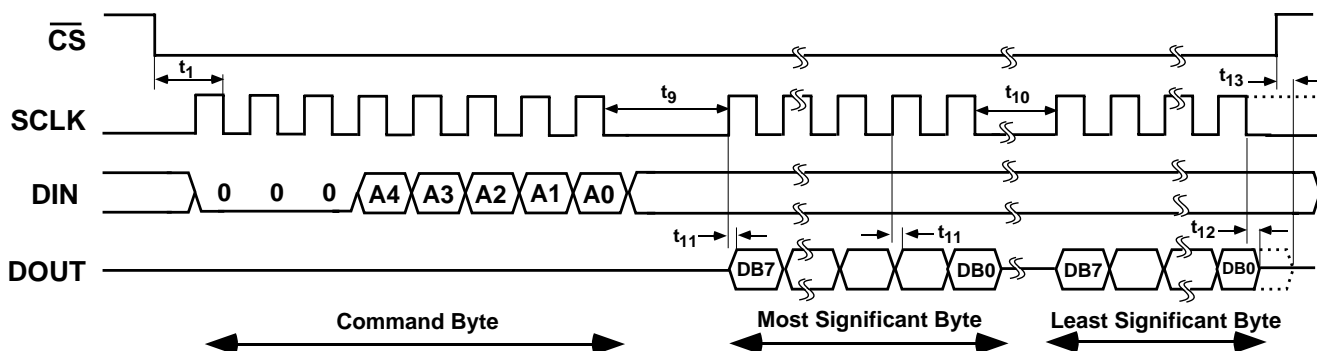 CS
t1
t13
SCLK
t9
t10
DIN
0 0 0 A4 A3 A2 A1 A0
t11
t11
t12
DOUT
DB7 DB0 DB7 DB0
Command Byte
Most Significant Byte
Least Significant Byte